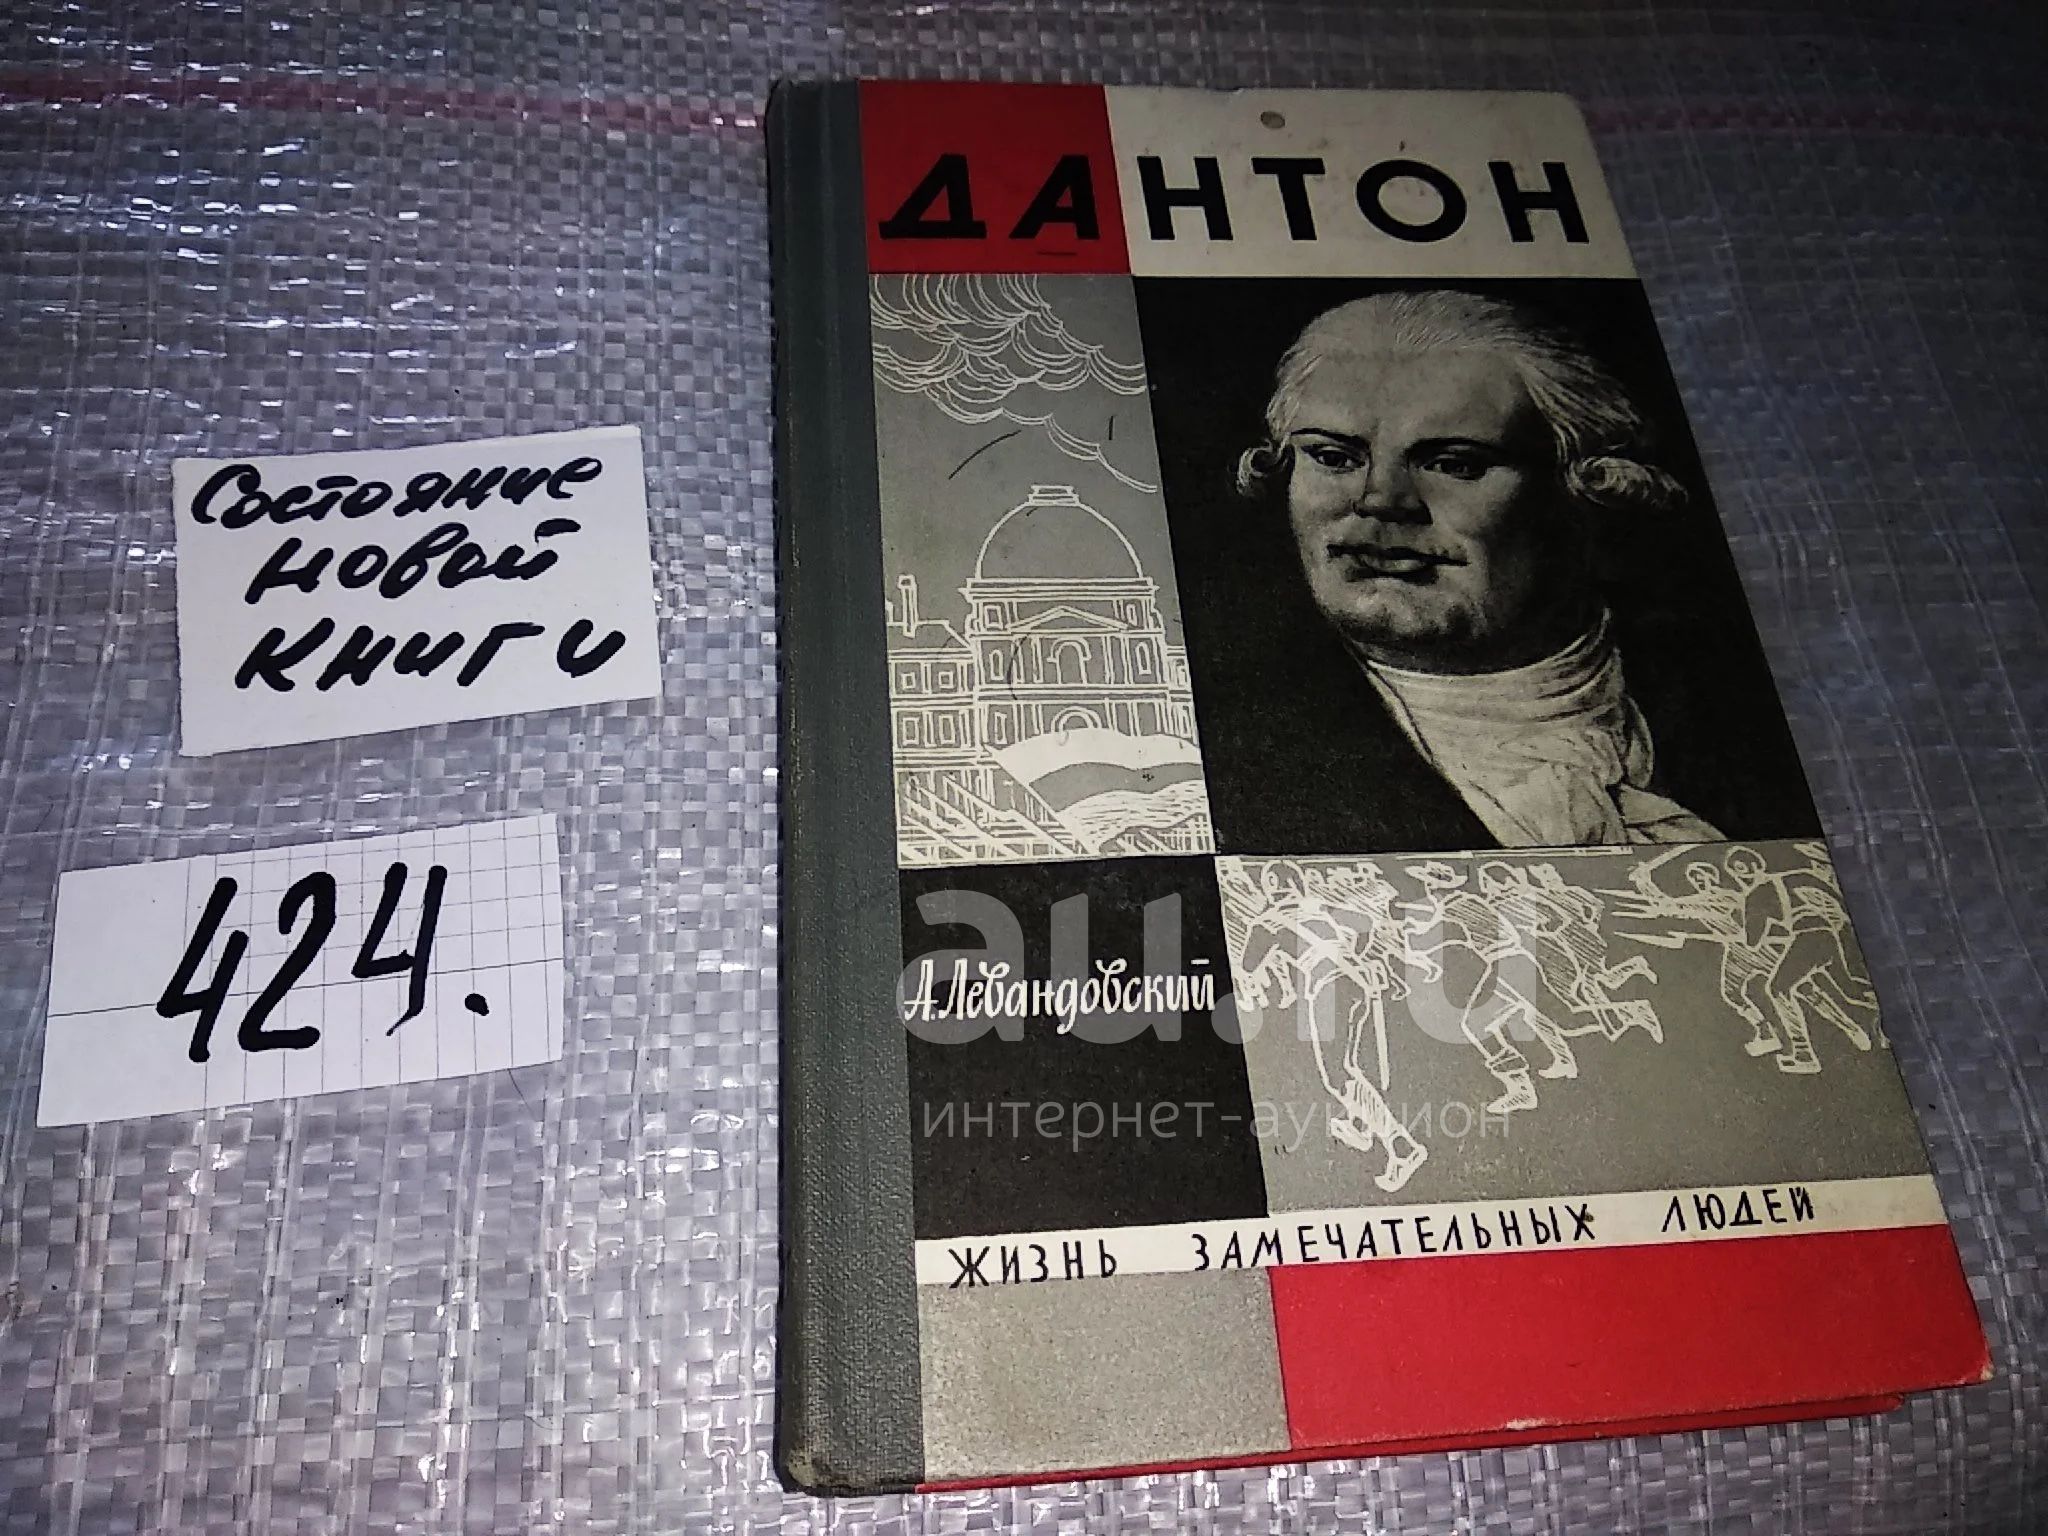 Состояние
новой
книги
424.
ДАНТОН
А. Левандовский
ЖИЗНЬ ЗАМЕЧАТЕЛЬНЫХ ЛЮДЕЙ
au.ru
интернет-аукцион